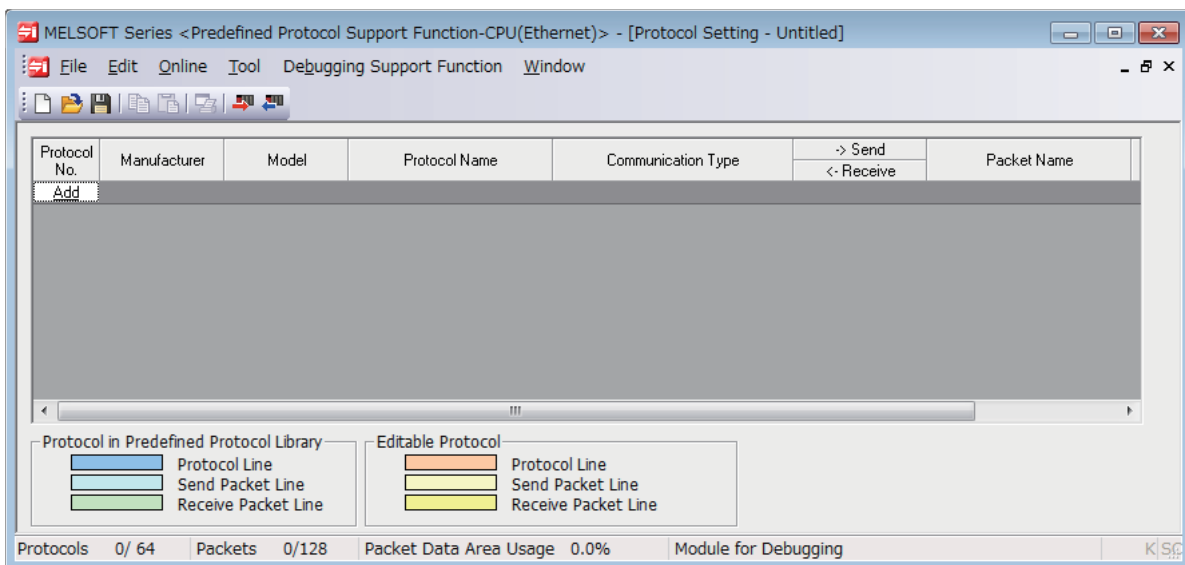 MELSOFT Series <Predefined Protocol Support Function-CPU(Ethernet)> - [Protocol Setting - Untitled]
File Edit Online Tool Debugging Support Function Window
Protocol No. Manufacturer Model Protocol Name Communication Type -> Send <- Receive Packet Name
Add
Protocol in Predefined Protocol Library
Protocol Line
Send Packet Line
Receive Packet Line
Editable Protocol
Protocol Line
Send Packet Line
Receive Packet Line
Protocols 0/ 64 Packets 0/128 Packet Data Area Usage 0.0% Module for Debugging